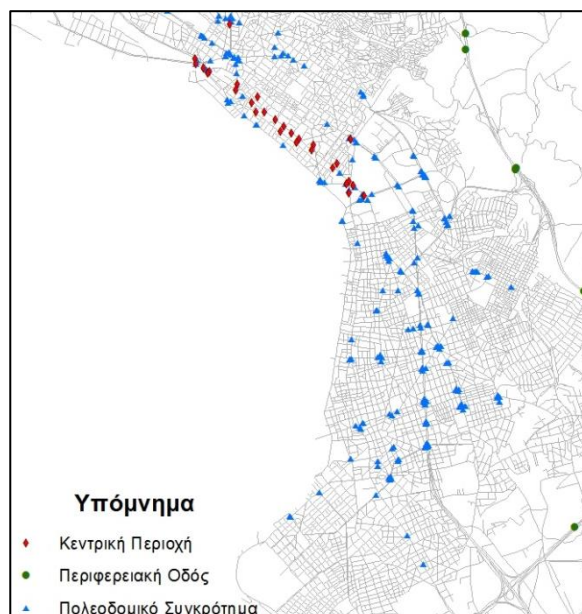 Υπόμνημα
Κεντρική Περιοχή
Περιφερειακή Οδός
Πολεοδομικό Συγκρότημα